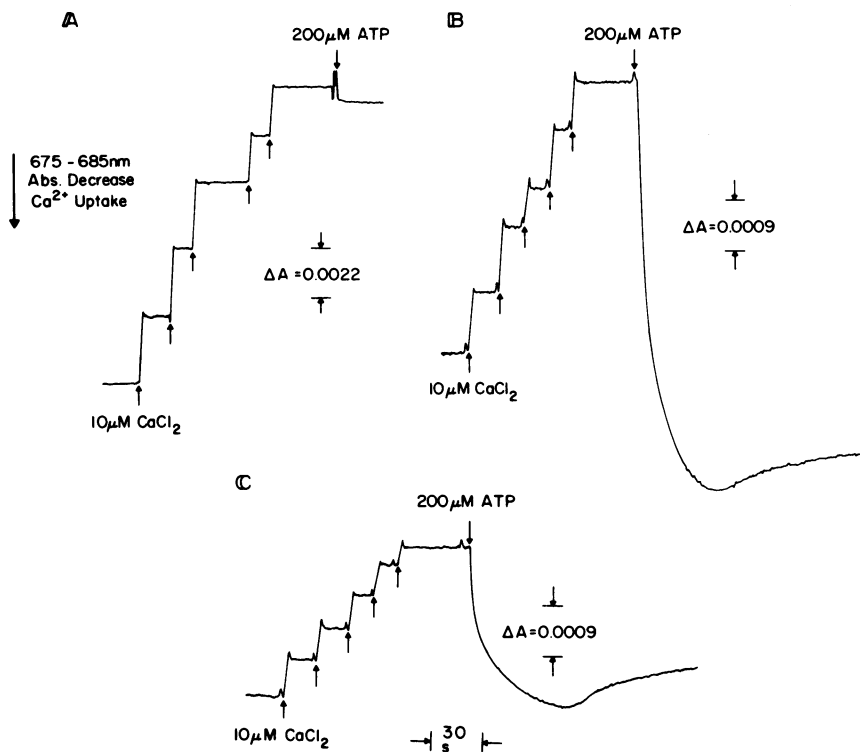 A
200μM ATP
B
200μM ATP
675 - 685nm
Abs. Decrease
Ca²⁺ Uptake
ΔA = 0.0022
ΔA = 0.0009
10μM CaCl₂
10μM CaCl₂
C
200μM ATP
ΔA = 0.0009
10μM CaCl₂
30
s